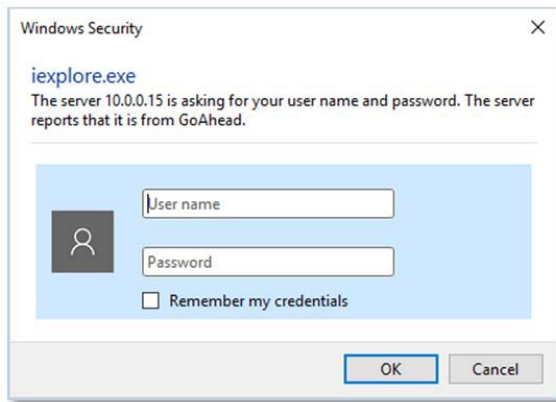 Windows Security
iexplore.exe
The server 10.0.0.15 is asking for your user name and password. The server
reports that it is from GoAhead.
User name
Password
Remember my credentials
OK
Cancel